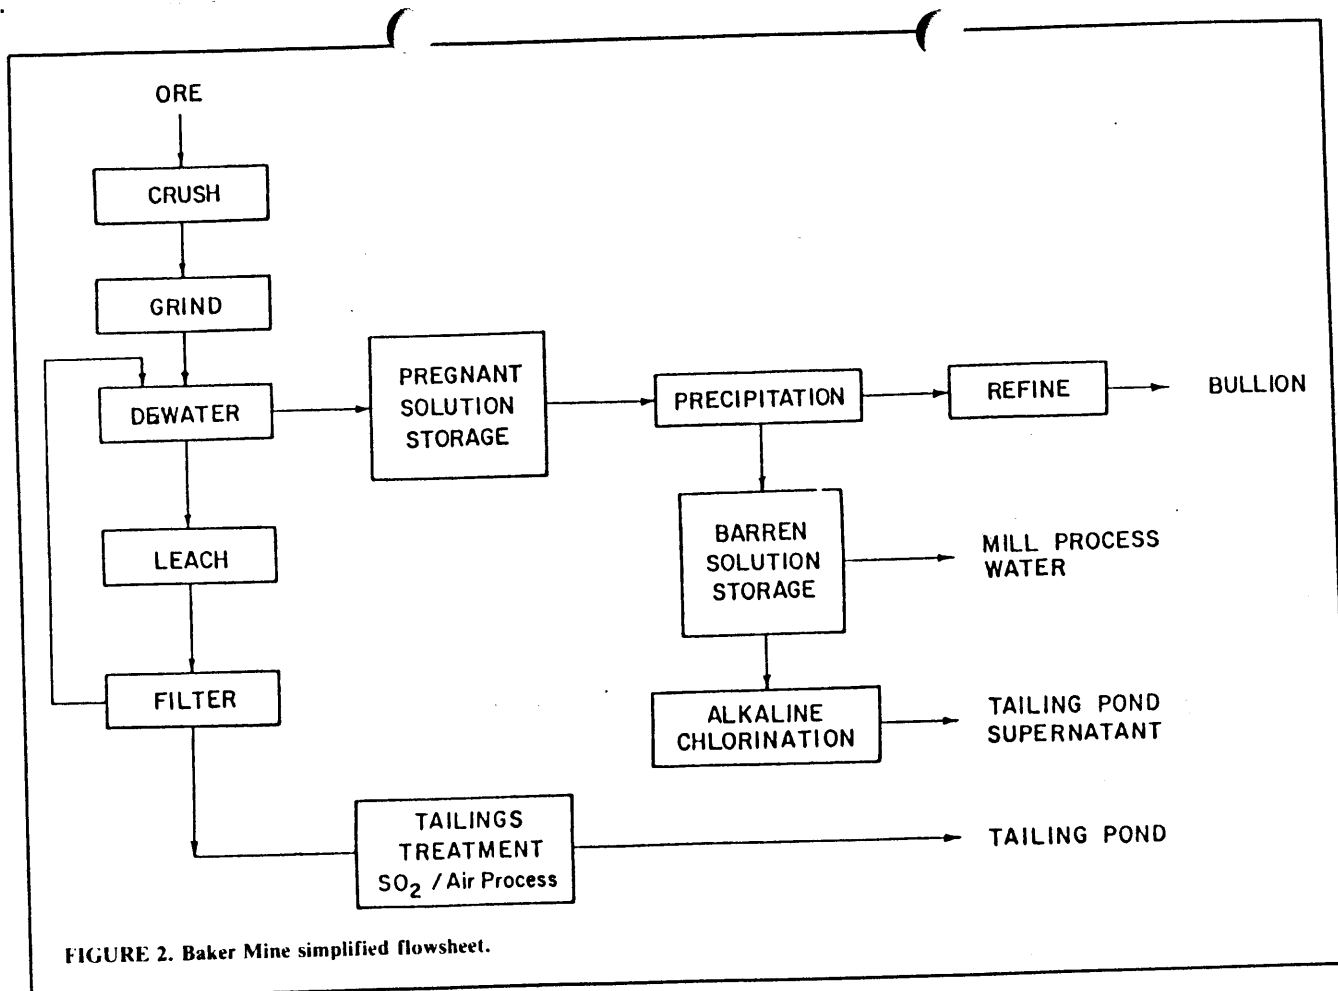 ORE
CRUSH
GRIND
DEWATER
PREGNANT
SOLUTION
STORAGE
PRECIPITATION
REFINE
BULLION
LEACH
BARREN
SOLUTION
STORAGE
MILL PROCESS
WATER
FILTER
ALKALINE
CHLORINATION
TAILING POND
SUPERNATANT
TAILINGS
TREATMENT
SO₂ / Air Process
TAILING POND
FIGURE 2. Baker Mine simplified flowsheet.